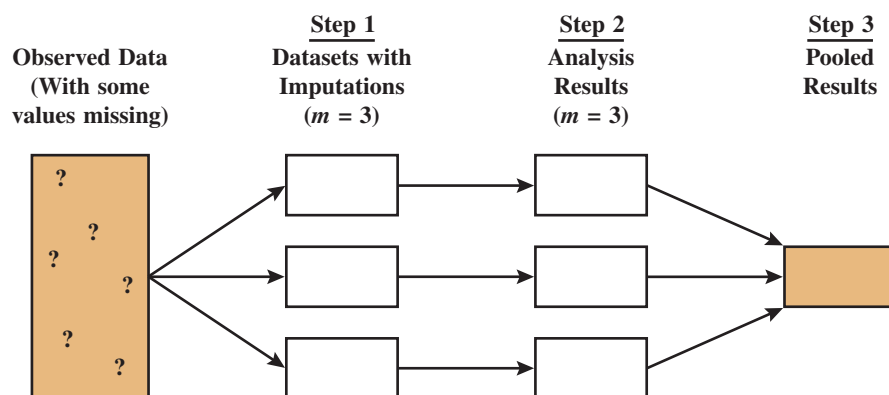 Observed Data
(With some
values missing)
Step 1
Datasets with
Imputations
(m = 3)
Step 2
Analysis
Results
(m = 3)
Step 3
Pooled
Results
?
?
?
?
?
?